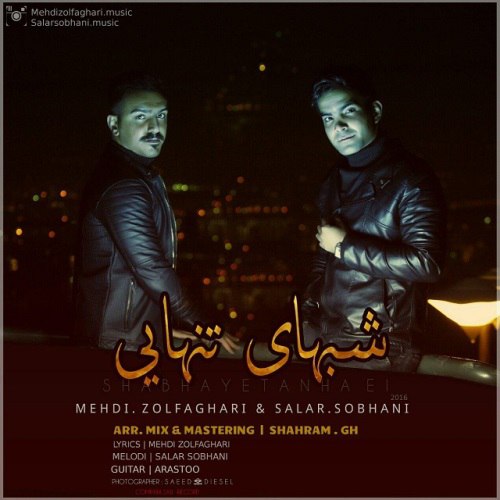 Mehdizolfaghari.music
Salarsobhani.music
شبهای تنهایی
SHABHAYETANHAEI
2016
MEHDI. ZOLFAGHARI & SALAR.SOBHANI
ARR. MIX & MASTERING | SHAHRAM . GH
LYRICS | MEHDI ZOLFAGHARI
MELODI | SALAR SOBHANI
GUITAR | ARASTOO
PHOTOGRAPHER : SAEED DIESEL